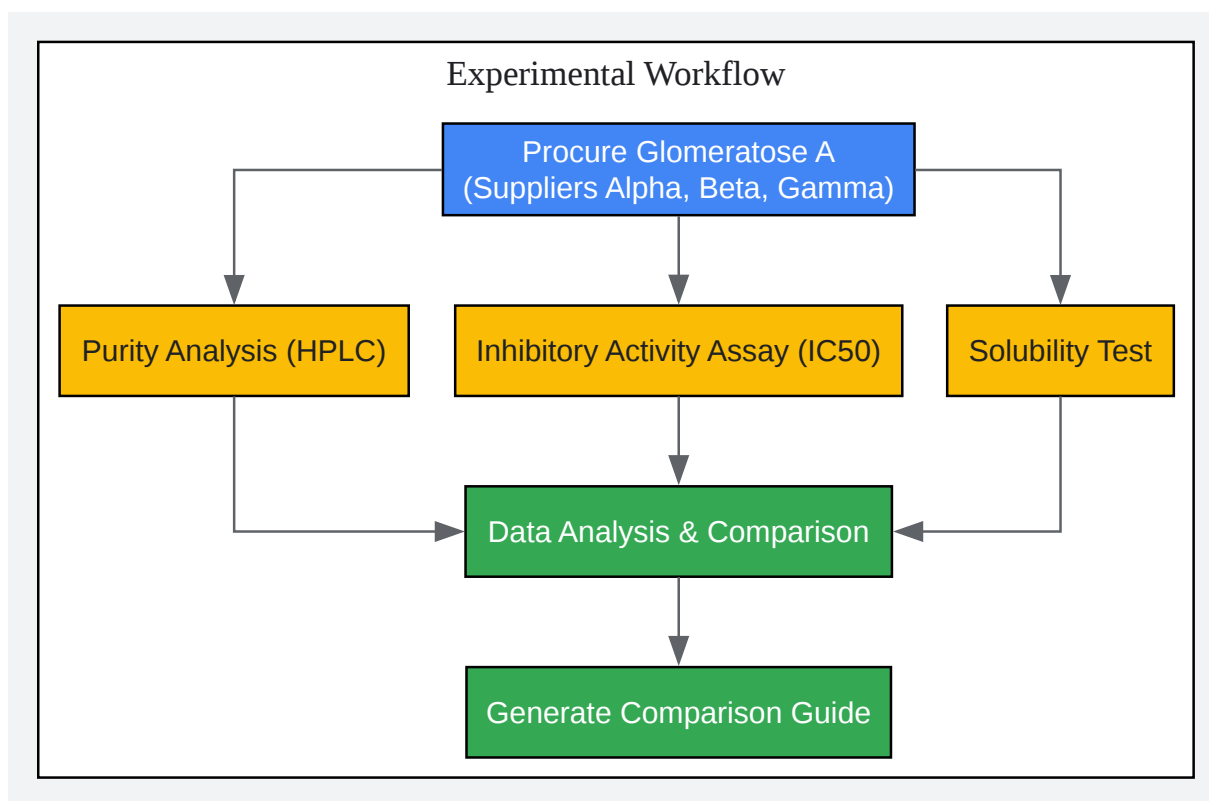 Experimental Workflow
Procure Glomeratose A
(Suppliers Alpha, Beta, Gamma)
Purity Analysis (HPLC)
Inhibitory Activity Assay (IC50)
Solubility Test
Data Analysis & Comparison
Generate Comparison Guide